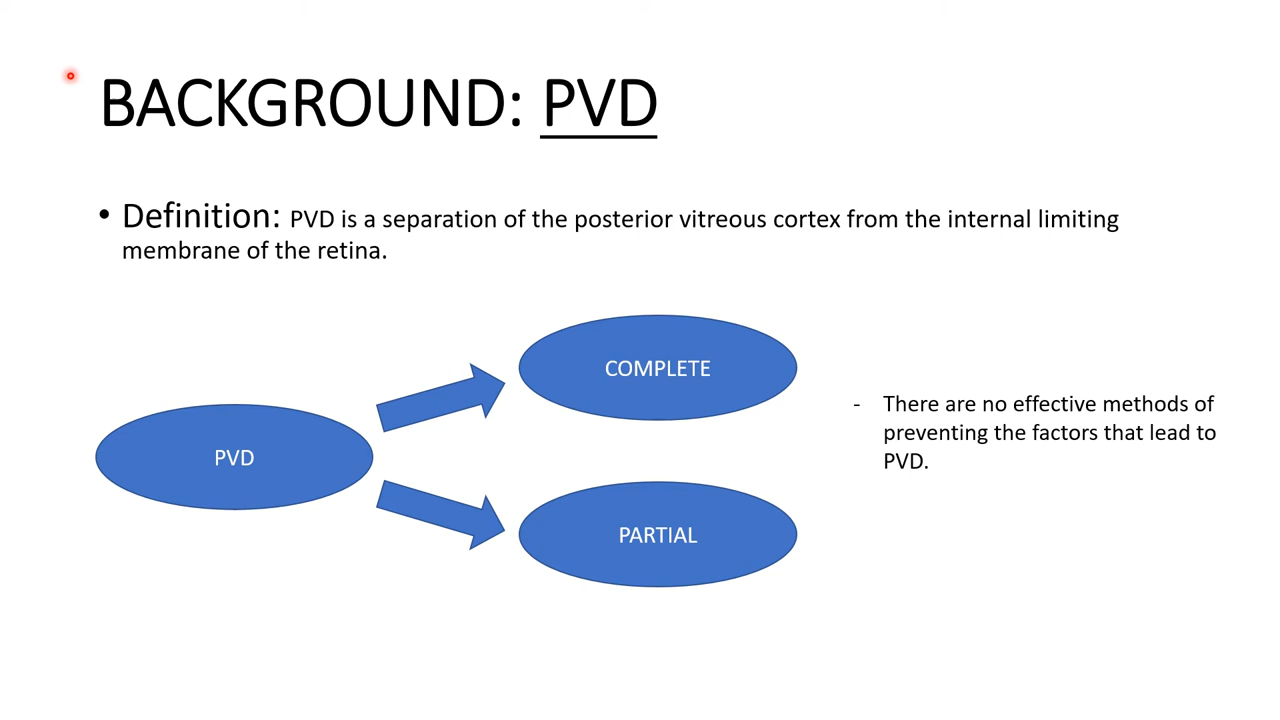 BACKGROUND: PVD
• Definition: PVD is a separation of the posterior vitreous cortex from the internal limiting
membrane of the retina.
COMPLETE
PVD
PARTIAL
- There are no effective methods of
preventing the factors that lead to
PVD.